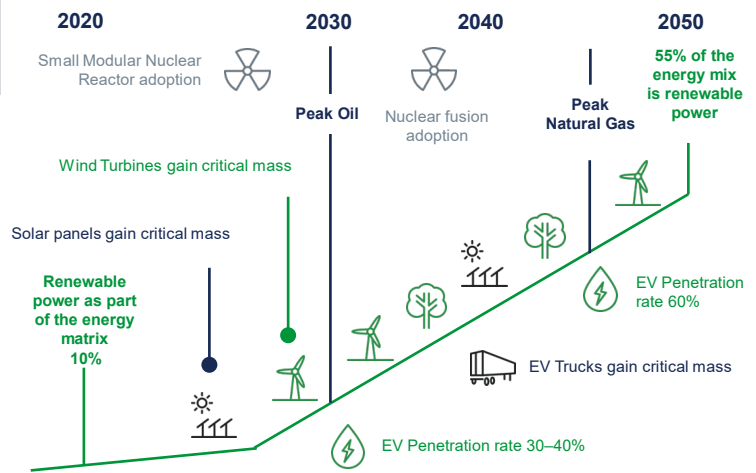 2020
2030
2040
2050
Small Modular Nuclear
Reactor adoption
55% of the
energy mix
is renewable
power
Peak Oil
Nuclear fusion
adoption
Peak
Natural Gas
Wind Turbines gain critical mass
Solar panels gain critical mass
Renewable
power as part
of the energy
matrix
10%
EV Penetration
rate 60%
EV Trucks gain critical mass
EV Penetration rate 30–40%